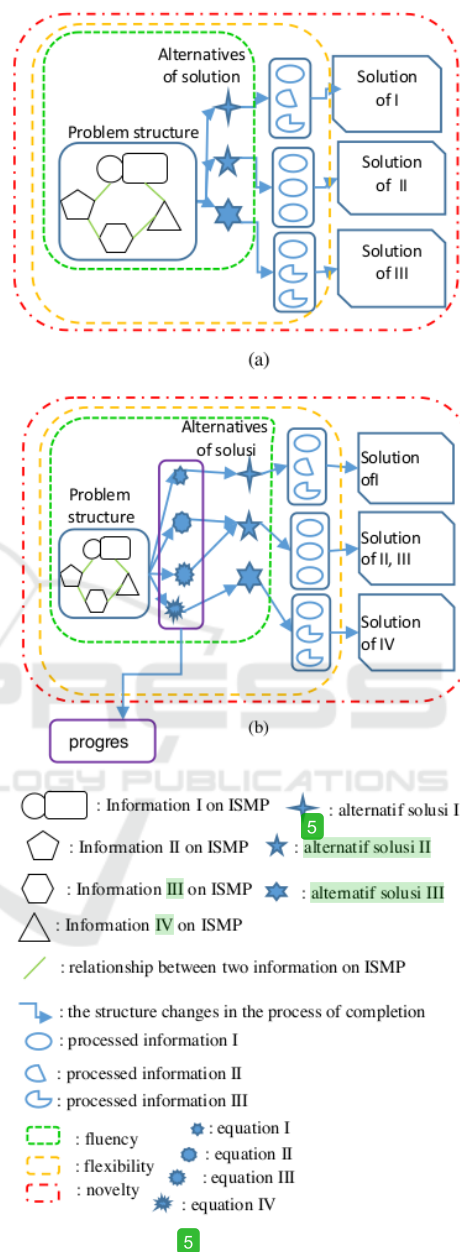 Alternatives
of solution
Problem structure
Solution
of I
Solution
of II
Solution
of III
(a)
Alternatives
of solusi
Problem
structure
Solution
ofI
Solution
of II, III
Solution
of IV
progres
(b)
PRESS
LOGY PUBLICATIONS
: Information I on ISMP
: alternatif solusi I
5
: Information II on ISMP
: alternatif solusi II
: Information III on ISMP
: alternatif solusi III
: Information IV on ISMP
: relationship between two information on ISMP
: the structure changes in the process of completion
: processed information I
: processed information II
: processed information III
: fluency
: flexibility
: novelty
: equation I
: equation II
: equation III
: equation IV
5